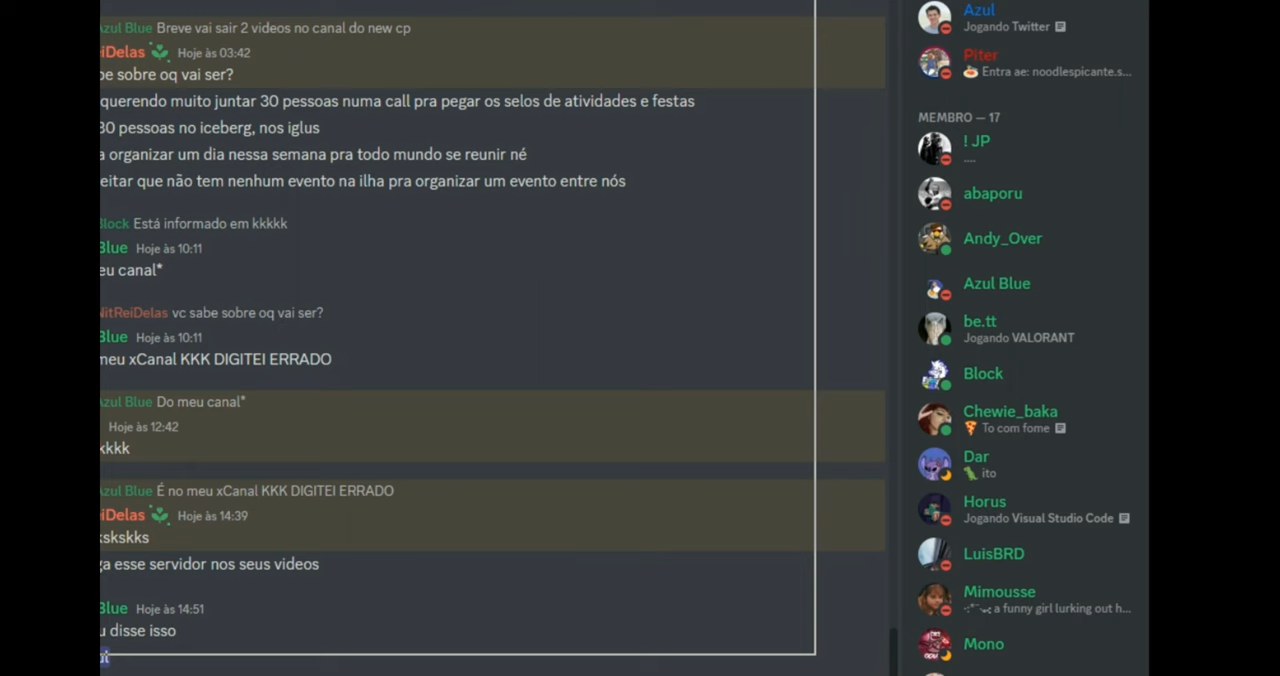 Azul Blue Breve vai sair 2 videos no canal do new cp
iDelas Hoje às 03:42
be sobre oq vai ser?
querendo muito juntar 30 pessoas numa call pra pegar os selos de atividades e festas
30 pessoas no iceberg, nos iglus
a organizar um dia nessa semana pra todo mundo se reunir né
eitar que não tem nenhum evento na ilha pra organizar um evento entre nós
Block Está informado em kkkkk
Blue Hoje às 10:11
eu canal*
NitReiDelas vc sabe sobre oq vai ser?
Blue Hoje às 10:11
meu xCanal KKK DIGITEI ERRADO
Azul Blue Do meu canal*
Hoje às 12:42
kkkk
Azul Blue É no meu xCanal KKK DIGITEI ERRADO
iDelas Hoje às 14:39
ksksks
ga esse servidor nos seus videos
Blue Hoje às 14:51
u disse isso
Azul
Jogando Twitter
Piter
Entra ae: noodlespicante.s...
MEMBRO — 17
! JP
....
abaporu
Andy_Over
Azul Blue
be.tt
Jogando VALORANT
Block
Chewie_baka
To com fome
Dar
ito
Horus
Jogando Visual Studio Code
LuisBRD
Mimousse
a funny girl lurking out h...
Mono